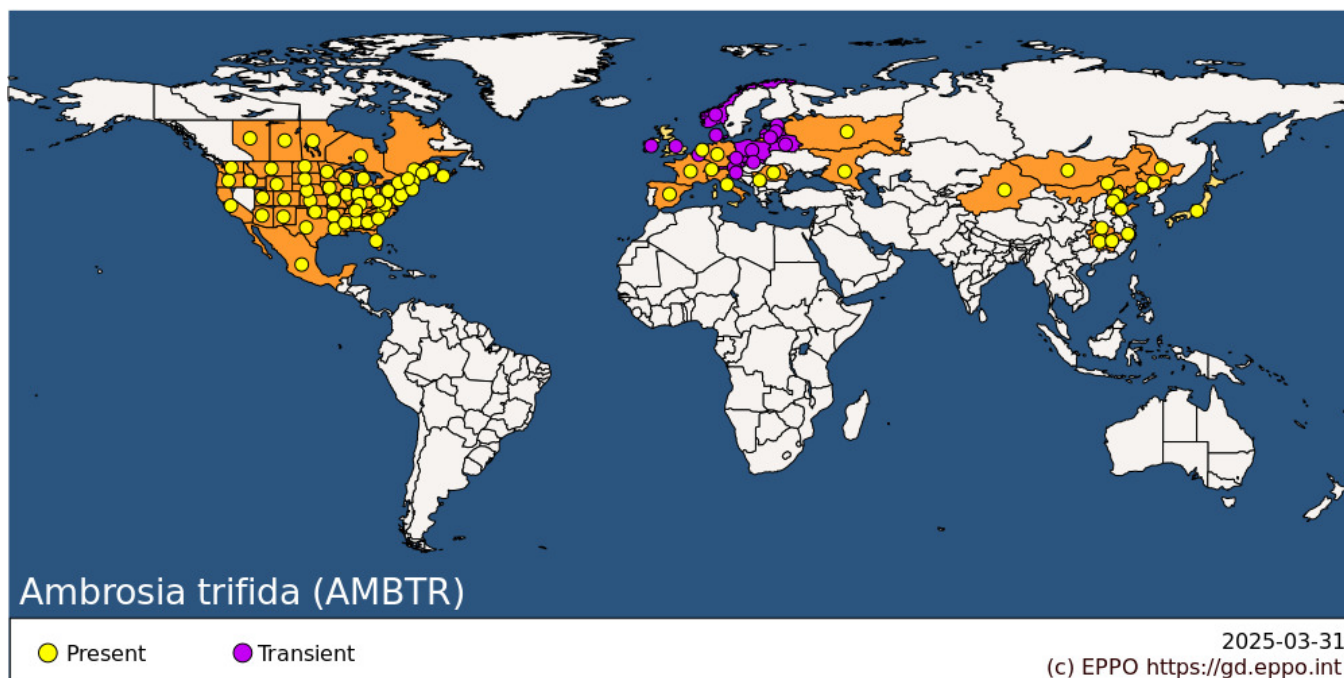 Ambrosia trifida (AMBTR)
Present
Transient
2025-03-31
(c) EPPO https://gd.eppo.int